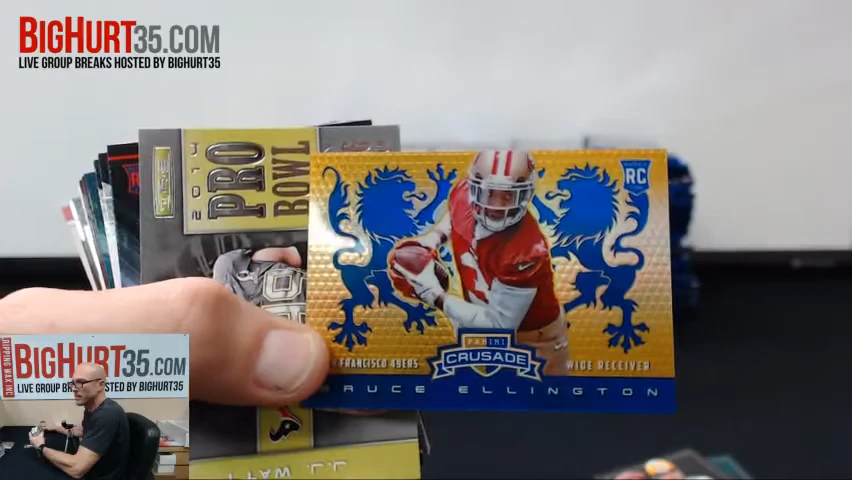 BIGHURT35.COM
LIVE GROUP BREAKS HOSTED BY BIGHURT35
2014
PRO
BOWL
RC
PANINI
CRUSADE
FRANCISCO 49ERS
WIDE RECEIVER
BRUCE ELLINGTON
J.J. WATT
RIPPING WAX INC
BIGHURT35.COM
LIVE GROUP BREAKS HOSTED BY BIGHURT35